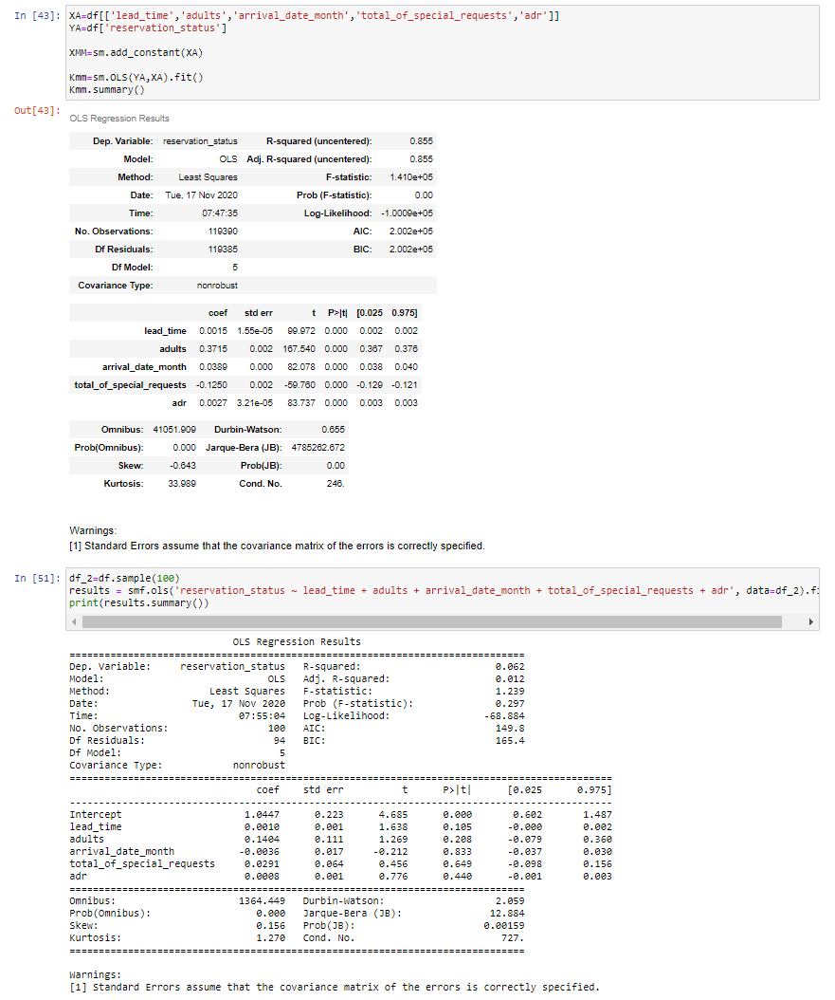 In [43]: XA=df[['lead_time','adults','arrival_date_month','total_of_special_requests','adr']]
YA=df['reservation_status']
XMM=sm.add_constant(XA)
Kmm=sm.OLS(YA,XA).fit()
Kmm.summary()
Out[43]:
OLS Regression Results
Dep. Variable: reservation_status R-squared (uncentered): 0.855
Model: OLS Adj. R-squared (uncentered): 0.855
Method: Least Squares F-statistic: 1.410e+05
Date: Tue, 17 Nov 2020 Prob (F-statistic): 0.00
Time: 07:47:35 Log-Likelihood: -1.0009e+05
No. Observations: 119390 AIC: 2.002e+05
Df Residuals: 119385 BIC: 2.002e+05
Df Model: 5
Covariance Type: nonrobust
coef std err t P>|t| [0.025 0.975]
lead_time 0.0015 1.55e-05 99.972 0.000 0.002 0.002
adults 0.3715 0.002 167.540 0.000 0.367 0.376
arrival_date_month 0.0389 0.000 82.078 0.000 0.038 0.040
total_of_special_requests -0.1250 0.002 -59.760 0.000 -0.129 -0.121
adr 0.0027 3.21e-05 83.737 0.000 0.003 0.003
Omnibus: 41051.909 Durbin-Watson: 0.655
Prob(Omnibus): 0.000 Jarque-Bera (JB): 4785262.672
Skew: -0.643 Prob(JB): 0.00
Kurtosis: 33.989 Cond. No. 246.
Warnings:
[1] Standard Errors assume that the covariance matrix of the errors is correctly specified.
In [51]: df_2=df.sample(100)
results = smf.ols('reservation_status ~ lead_time + adults + arrival_date_month + total_of_special_requests + adr', data=df_2).fi
print(results.summary())
OLS Regression Results
==============================================================================
Dep. Variable: reservation_status R-squared: 0.062
Model: OLS Adj. R-squared: 0.012
Method: Least Squares F-statistic: 1.239
Date: Tue, 17 Nov 2020 Prob (F-statistic): 0.297
Time: 07:55:04 Log-Likelihood: -68.884
No. Observations: 100 AIC: 149.8
Df Residuals: 94 BIC: 165.4
Df Model: 5
Covariance Type: nonrobust
=============================================================================================
coef std err t P>|t| [0.025 0.975]
---------------------------------------------------------------------------------------------
Intercept 1.0447 0.223 4.685 0.000 0.602 1.487
lead_time 0.0010 0.001 1.638 0.105 -0.000 0.002
adults 0.1404 0.111 1.269 0.208 -0.079 0.360
arrival_date_month -0.0036 0.017 -0.212 0.833 -0.037 0.030
total_of_special_requests 0.0291 0.064 0.456 0.649 -0.098 0.156
adr 0.0008 0.001 0.776 0.440 -0.001 0.003
==============================================================================
Omnibus: 1364.449 Durbin-Watson: 2.059
Prob(Omnibus): 0.000 Jarque-Bera (JB): 12.884
Skew: 0.156 Prob(JB): 0.00159
Kurtosis: 1.270 Cond. No. 727.
==============================================================================
Warnings:
[1] Standard Errors assume that the covariance matrix of the errors is correctly specified.